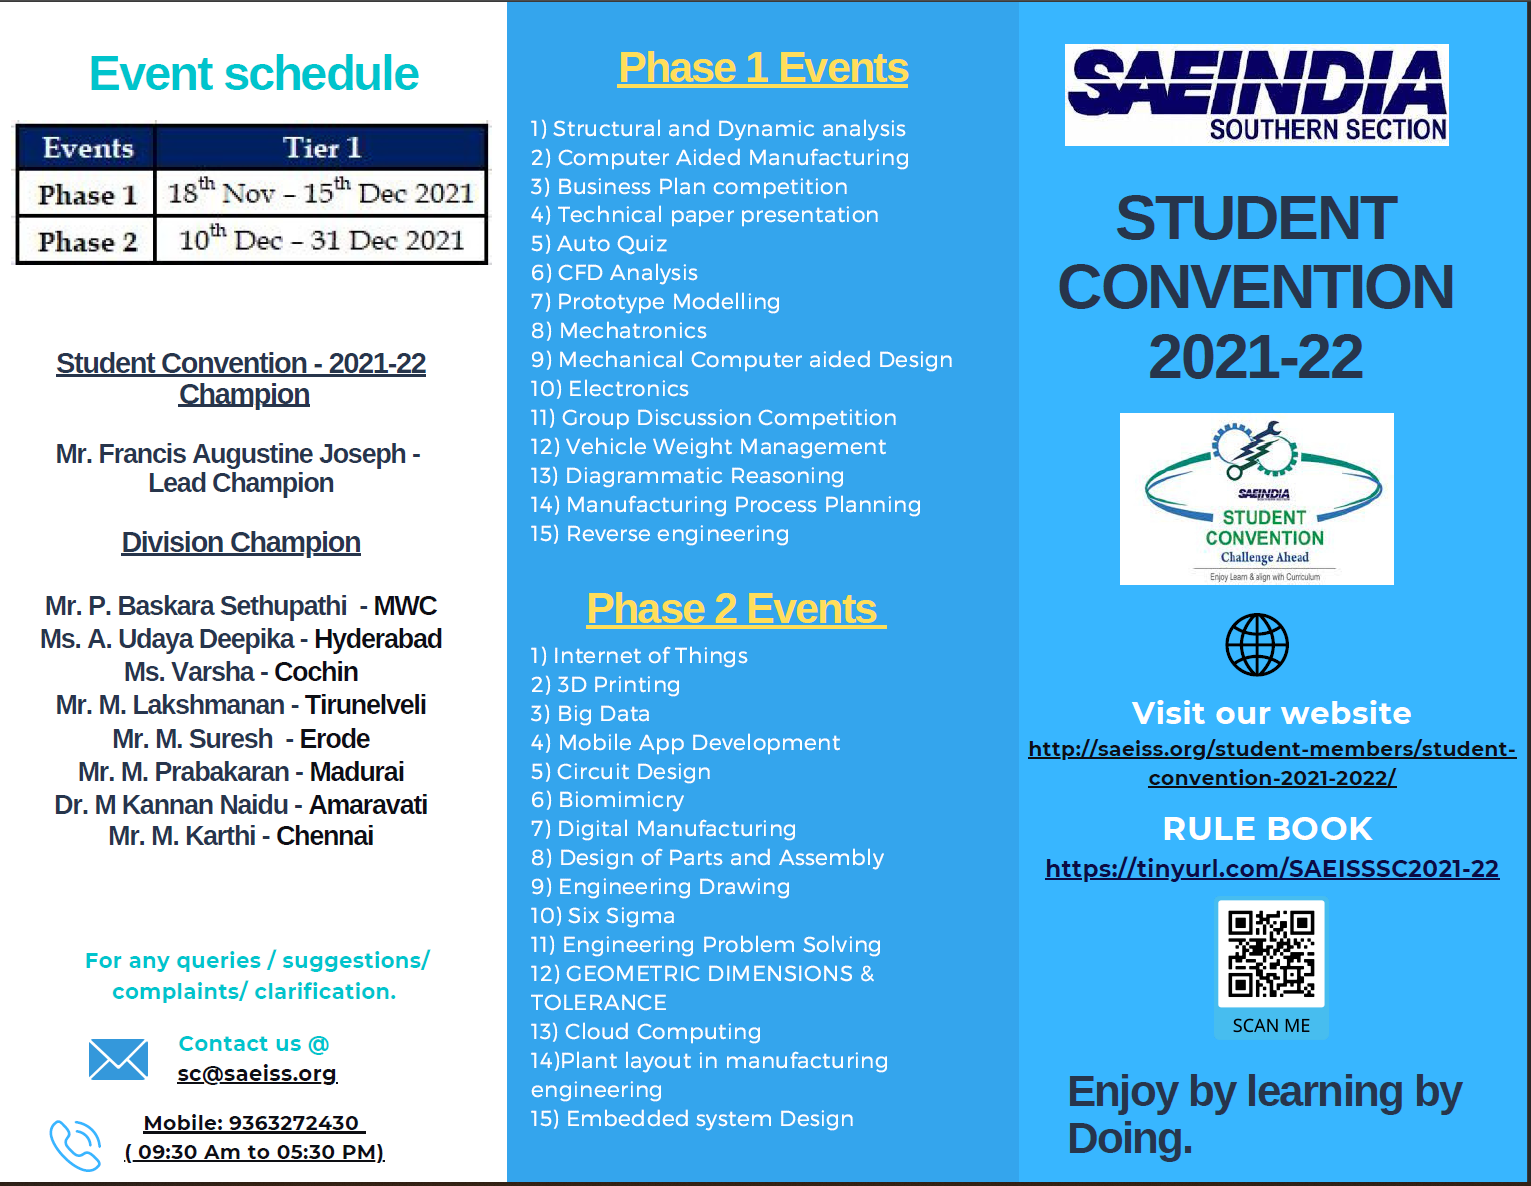 Event schedule
Events Tier 1
Phase 1 18th Nov – 15th Dec 2021
Phase 2 10th Dec – 31 Dec 2021
Student Convention - 2021-22
Champion
Mr. Francis Augustine Joseph -
Lead Champion
Division Champion
Mr. P. Baskara Sethupathi - MWC
Ms. A. Udaya Deepika - Hyderabad
Ms. Varsha - Cochin
Mr. M. Lakshmanan - Tirunelveli
Mr. M. Suresh - Erode
Mr. M. Prabakaran - Madurai
Dr. M Kannan Naidu - Amaravati
Mr. M. Karthi - Chennai
For any queries / suggestions/
complaints/ clarification.
Contact us @
sc@saeiss.org
Mobile: 9363272430
( 09:30 Am to 05:30 PM)
Phase 1 Events
1) Structural and Dynamic analysis
2) Computer Aided Manufacturing
3) Business Plan competition
4) Technical paper presentation
5) Auto Quiz
6) CFD Analysis
7) Prototype Modelling
8) Mechatronics
9) Mechanical Computer aided Design
10) Electronics
11) Group Discussion Competition
12) Vehicle Weight Management
13) Diagrammatic Reasoning
14) Manufacturing Process Planning
15) Reverse engineering
Phase 2 Events
1) Internet of Things
2) 3D Printing
3) Big Data
4) Mobile App Development
5) Circuit Design
6) Biomimicry
7) Digital Manufacturing
8) Design of Parts and Assembly
9) Engineering Drawing
10) Six Sigma
11) Engineering Problem Solving
12) GEOMETRIC DIMENSIONS &
TOLERANCE
13) Cloud Computing
14)Plant layout in manufacturing
engineering
15) Embedded system Design
SAEINDIA
SOUTHERN SECTION
STUDENT
CONVENTION
2021-22
SAEINDIA
STUDENT
CONVENTION
Challenge Ahead
Enjoy Learn & align with Curriculum
Visit our website
http://saeiss.org/student-members/student-
convention-2021-2022/
RULE BOOK
https://tinyurl.com/SAEISSSC2021-22
SCAN ME
Enjoy by learning by
Doing.